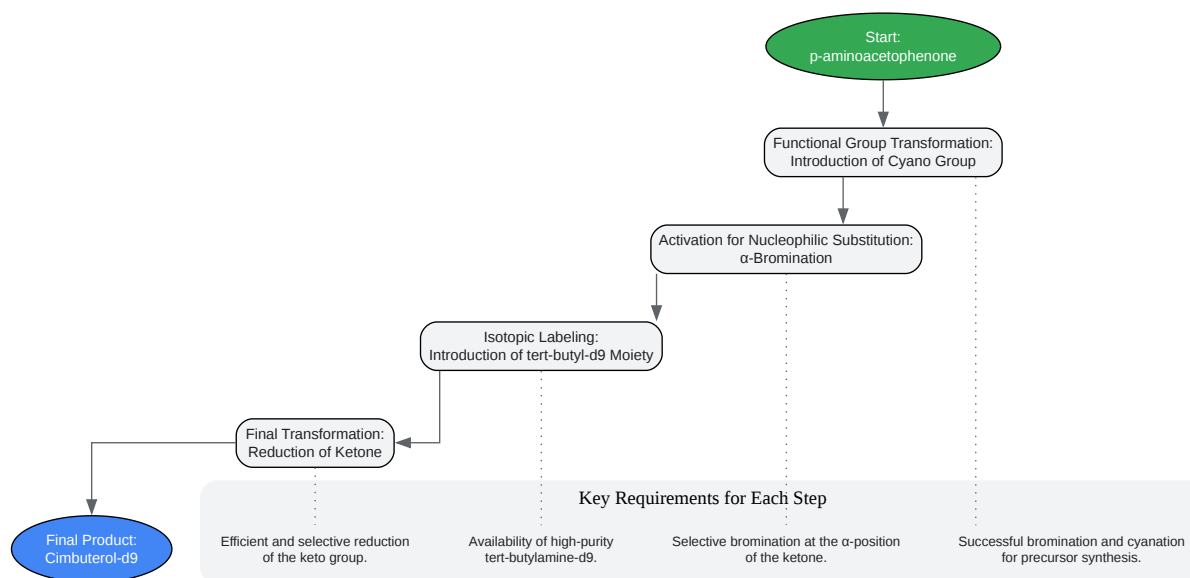 Start:
p-aminoacetophenone
Functional Group Transformation:
Introduction of Cyano Group
Activation for Nucleophilic Substitution:
α-Bromination
Isotopic Labeling:
Introduction of tert-butyl-d9 Moiety
Final Transformation:
Reduction of Ketone
Final Product:
Cimbuterol-d9
Key Requirements for Each Step
Efficient and selective reduction
of the keto group.
Availability of high-purity
tert-butylamine-d9.
Selective bromination at the α-position
of the ketone.
Successful bromination and cyanation
for precursor synthesis.